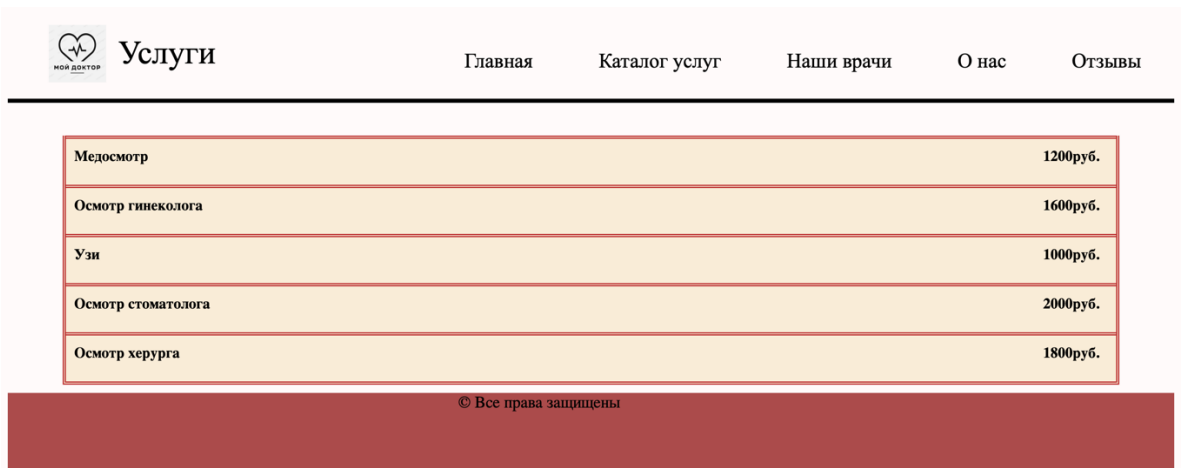 МОЙ ДОКТОР
Услуги
Главная Каталог услуг Наши врачи О нас Отзывы
Медосмотр 1200руб.
Осмотр гинеколога 1600руб.
Узи 1000руб.
Осмотр стоматолога 2000руб.
Осмотр херурга 1800руб.
© Все права защищены